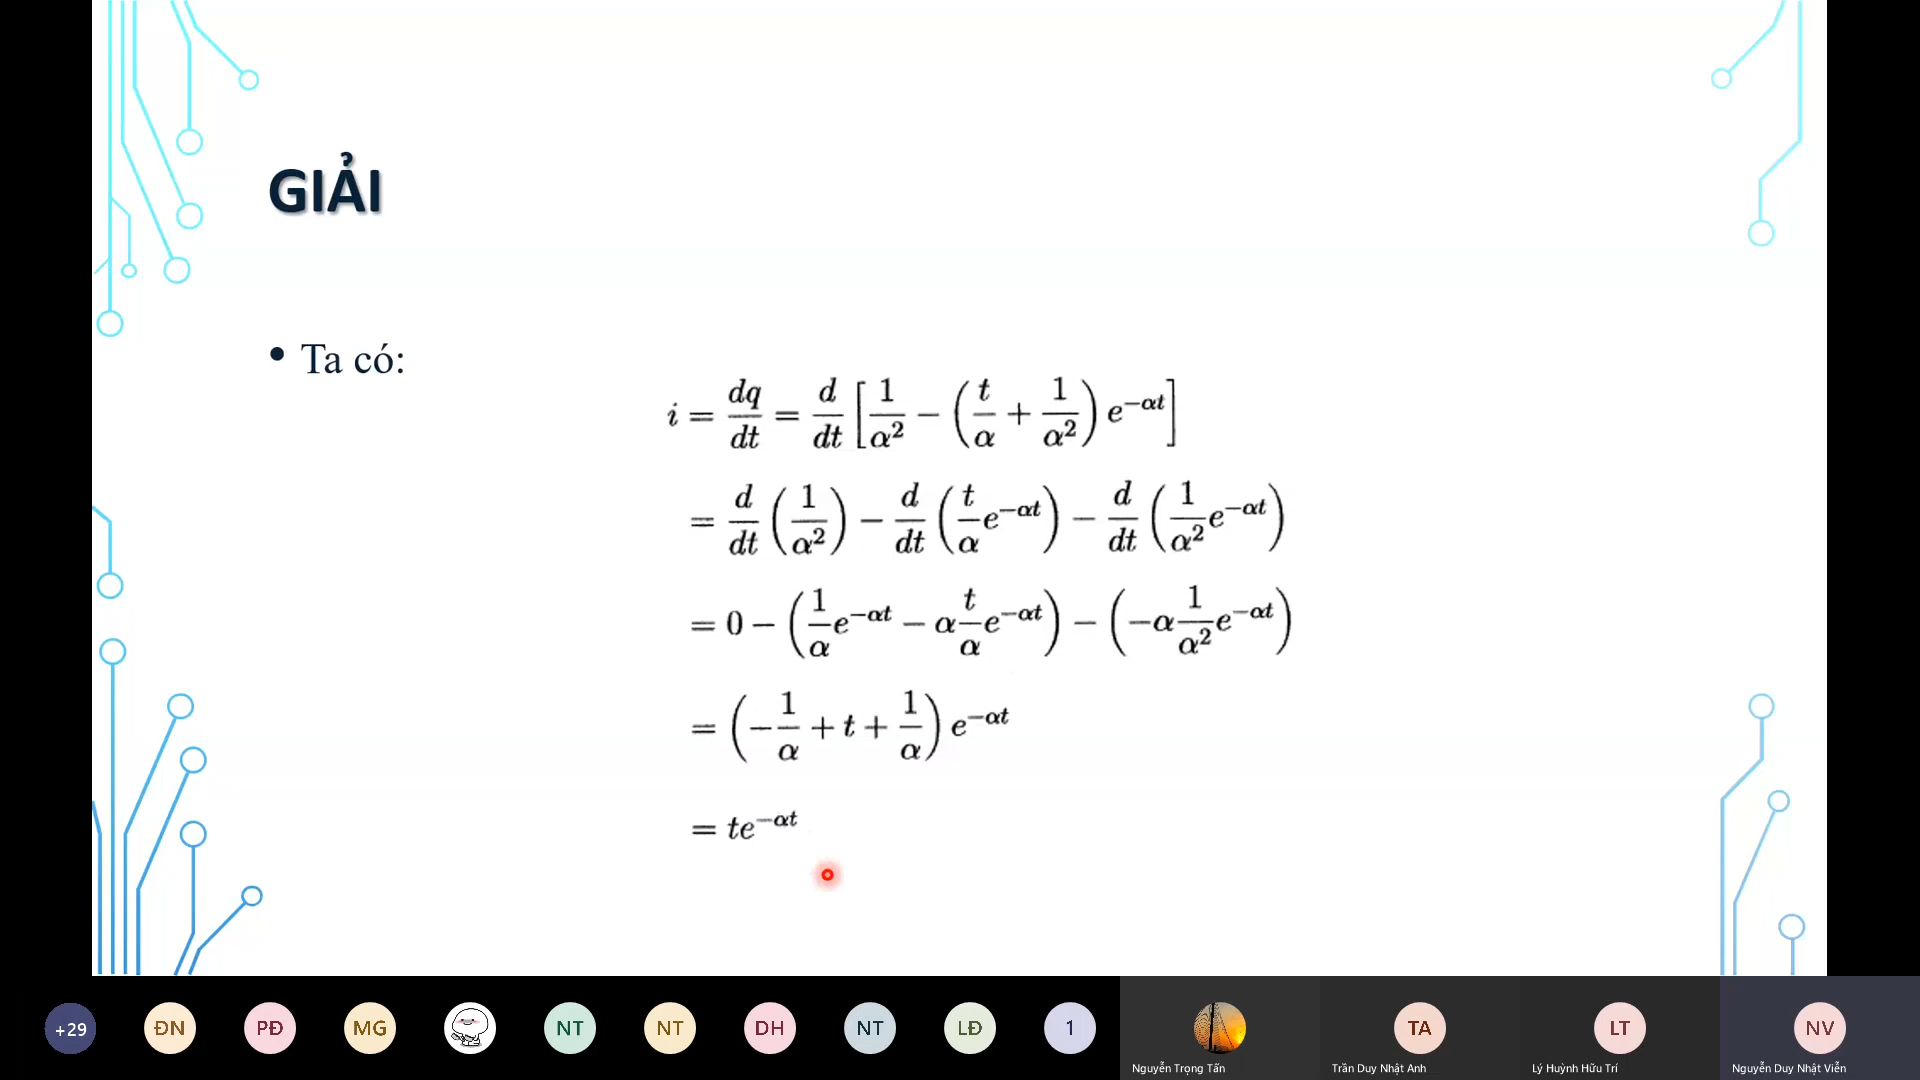 GIẢI
• Ta có:
i = dq/dt = d/dt [1/α² − (t/α + 1/α²) e^{−αt}]
= d/dt (1/α²) − d/dt (t/α e^{−αt}) − d/dt (1/α² e^{−αt})
= 0 − (1/α e^{−αt} − α t/α e^{−αt}) − (−α 1/α² e^{−αt})
= (−1/α + t + 1/α) e^{−αt}
= te^{−αt}
+29 ĐN PĐ MG NT NT DH NT LĐ 1 TA LT NV
Nguyễn Trọng Tấn Trần Duy Nhật Anh Lý Huỳnh Hữu Trí Nguyễn Duy Nhật Viễn